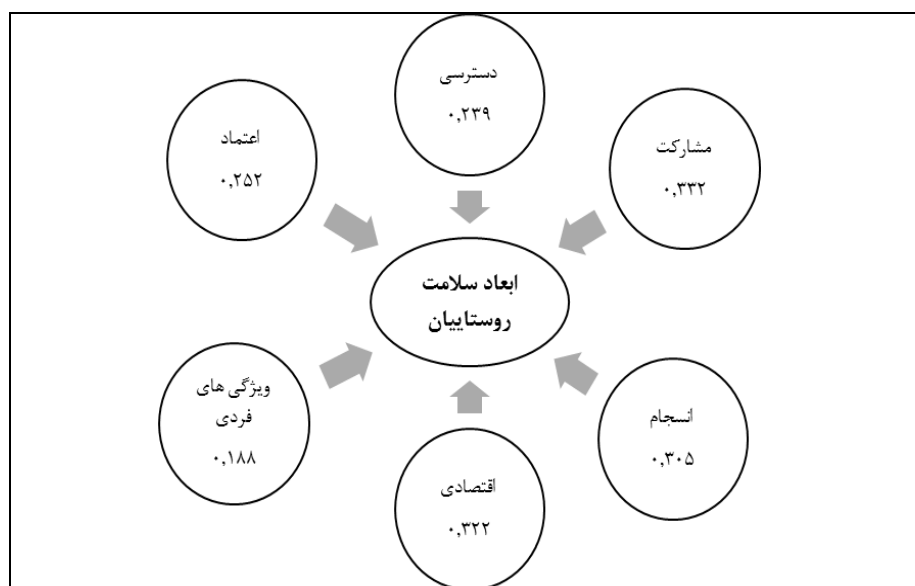 دسترسی
۰,۲۳۹
مشارکت
۰,۳۳۲
اعتماد
۰,۲۵۲
ابعاد سلامت
روستاییان
ویژگی های
فردی
۰,۱۸۸
انسجام
۰,۳۰۵
اقتصادی
۰,۳۲۲